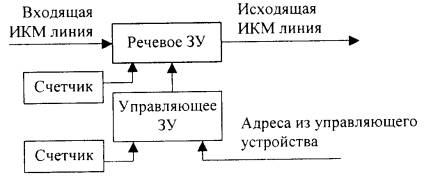 Входящая
ИКМ линия
Исходящая
ИКМ линия
Речевое ЗУ
Счетчик
Управляющее
ЗУ
Адреса из управляющего
устройства
Счетчик